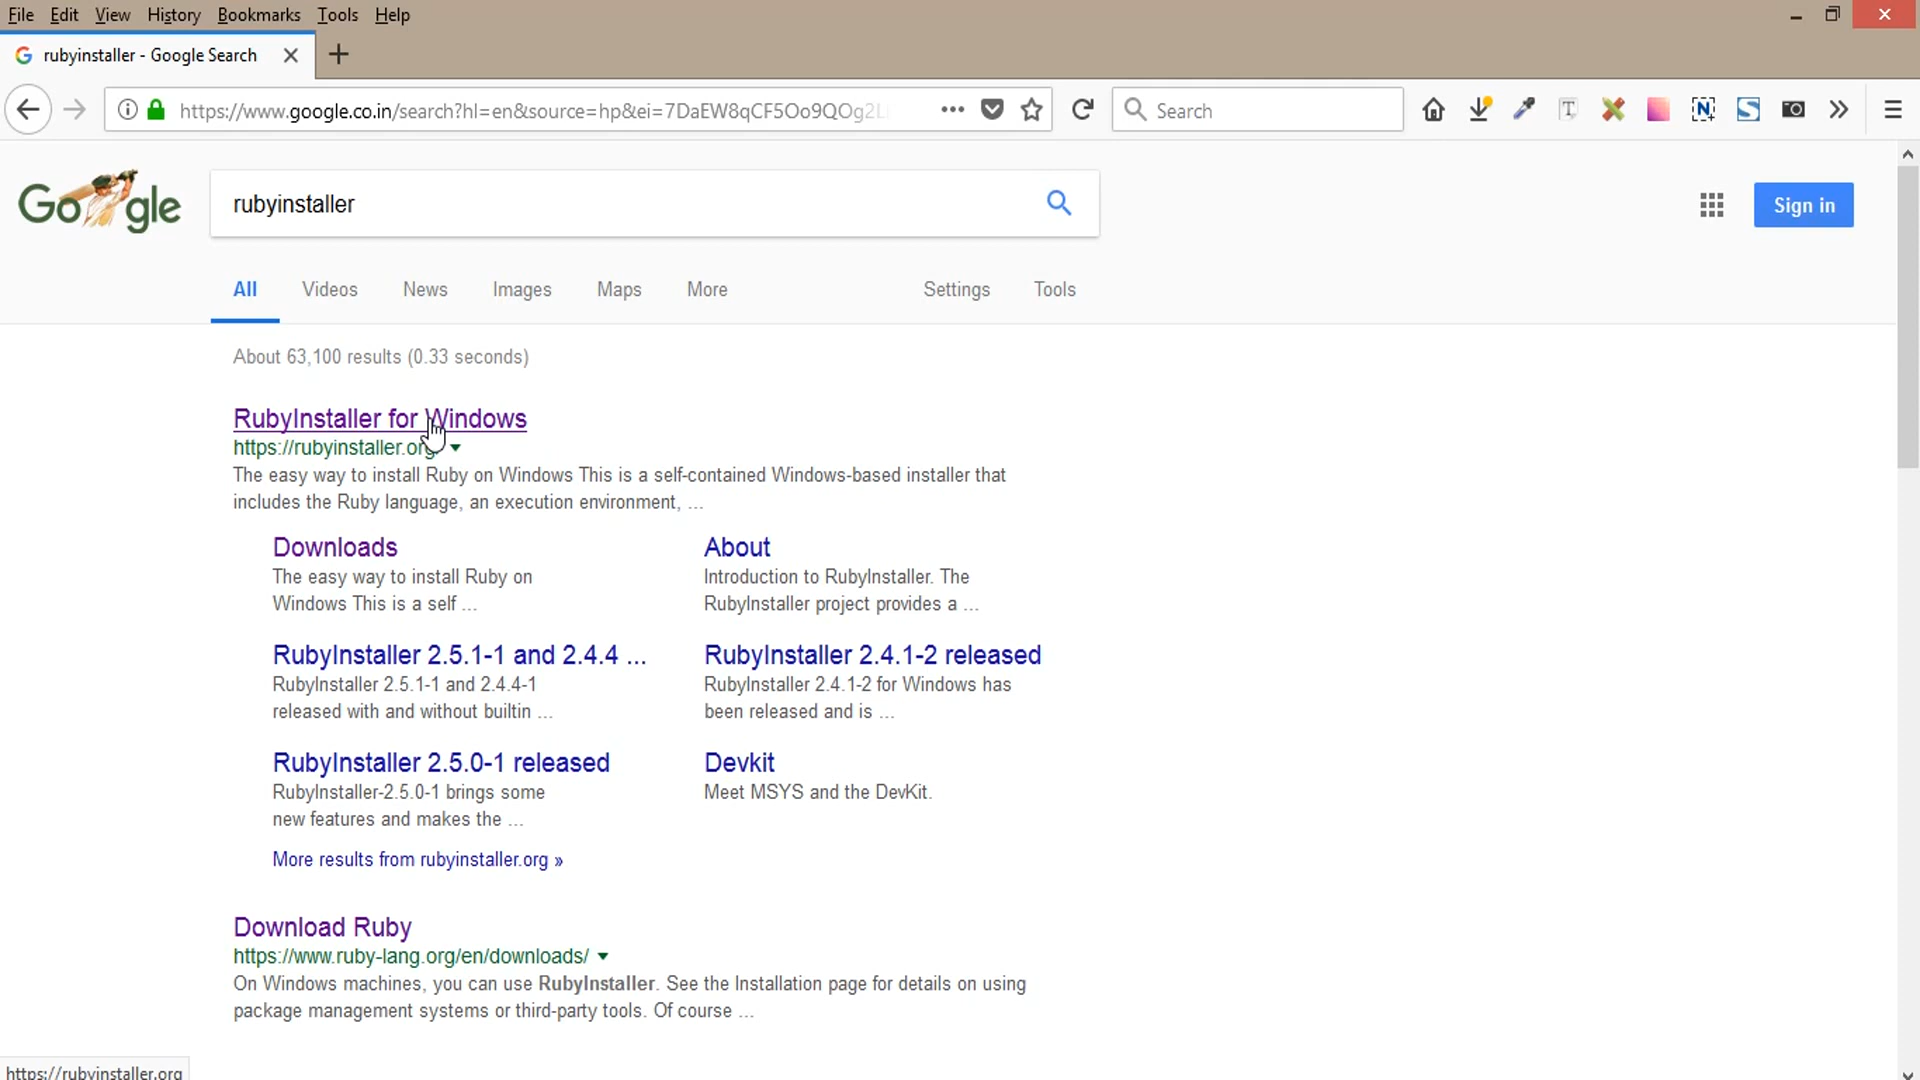 File Edit View History Bookmarks Tools Help
rubyinstaller - Google Search
https://www.google.co.in/search?hl=en&source=hp&ei=7DaEW8qCF5Oo9QOg2L
Search
Google
rubyinstaller
Sign in
All Videos News Images Maps More Settings Tools
About 63,100 results (0.33 seconds)
RubyInstaller for Windows
https://rubyinstaller.org/
The easy way to install Ruby on Windows This is a self-contained Windows-based installer that
includes the Ruby language, an execution environment, ...
Downloads
The easy way to install Ruby on
Windows This is a self ...
About
Introduction to RubyInstaller. The
RubyInstaller project provides a ...
RubyInstaller 2.5.1-1 and 2.4.4 ...
RubyInstaller 2.5.1-1 and 2.4.4-1
released with and without builtin ...
RubyInstaller 2.4.1-2 released
RubyInstaller 2.4.1-2 for Windows has
been released and is ...
RubyInstaller 2.5.0-1 released
RubyInstaller-2.5.0-1 brings some
new features and makes the ...
Devkit
Meet MSYS and the DevKit.
More results from rubyinstaller.org »
Download Ruby
https://www.ruby-lang.org/en/downloads/
On Windows machines, you can use RubyInstaller. See the Installation page for details on using
package management systems or third-party tools. Of course ...
https://rubyinstaller.org